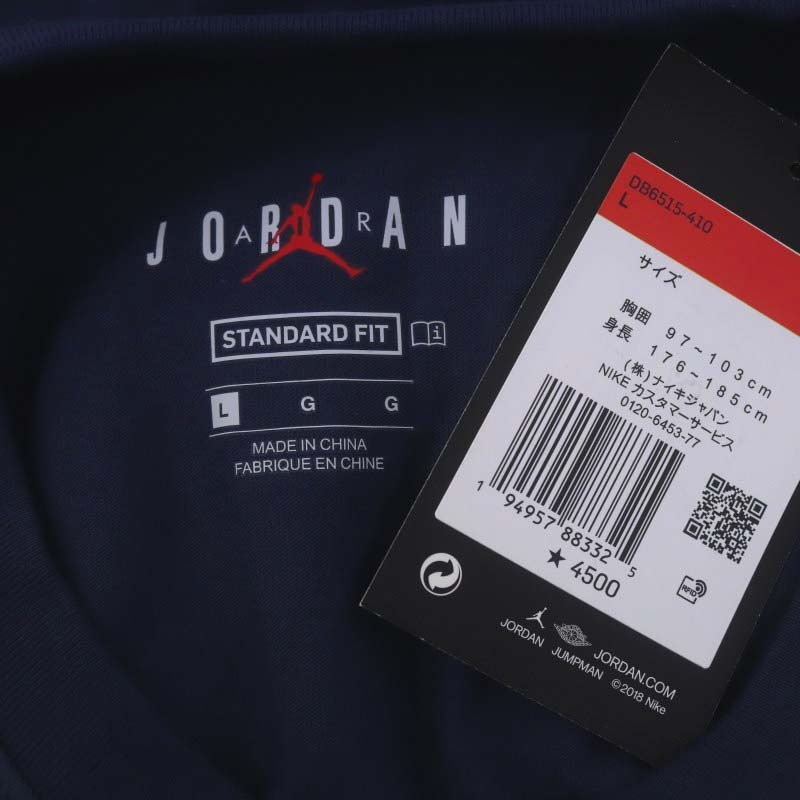 JORDAN
AIR
STANDARD FIT
L G G
MADE IN CHINA
FABRIQUE EN CHINE
DB6515-410
L
サイズ
胸囲 97~103cm
身長 176~185cm
(株)ナイキジャパン
NIKE カスタマーサービス
0120-6453-77
1 94957 88332 5
★4500
RFID
JORDAN JUMPMAN JORDAN.COM
©2018 Nike